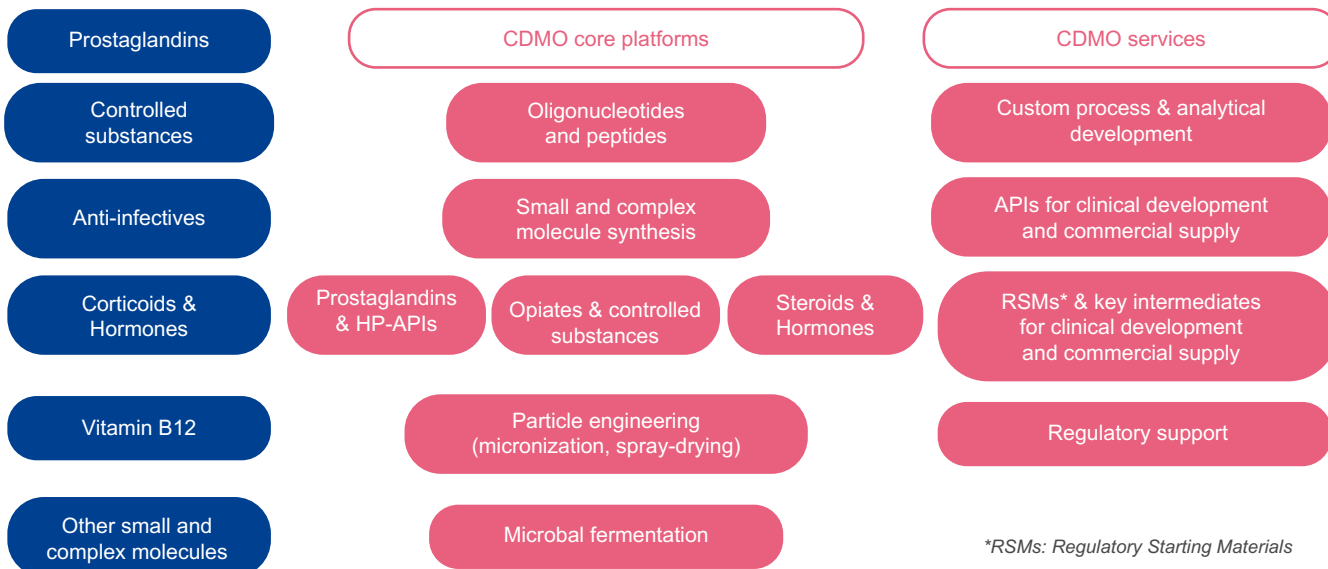 Prostaglandins
Controlled
substances
Anti-infectives
Corticoids &
Hormones
Vitamin B12
Other small and
complex molecules
CDMO core platforms
Oligonucleotides
and peptides
Small and complex
molecule synthesis
Prostaglandins
& HP-APIs
Opiates & controlled
substances
Steroids &
Hormones
Particle engineering
(micronization, spray-drying)
Microbal fermentation
CDMO services
Custom process & analytical
development
APIs for clinical development
and commercial supply
RSMs* & key intermediates
for clinical development
and commercial supply
Regulatory support
*RSMs: Regulatory Starting Materials